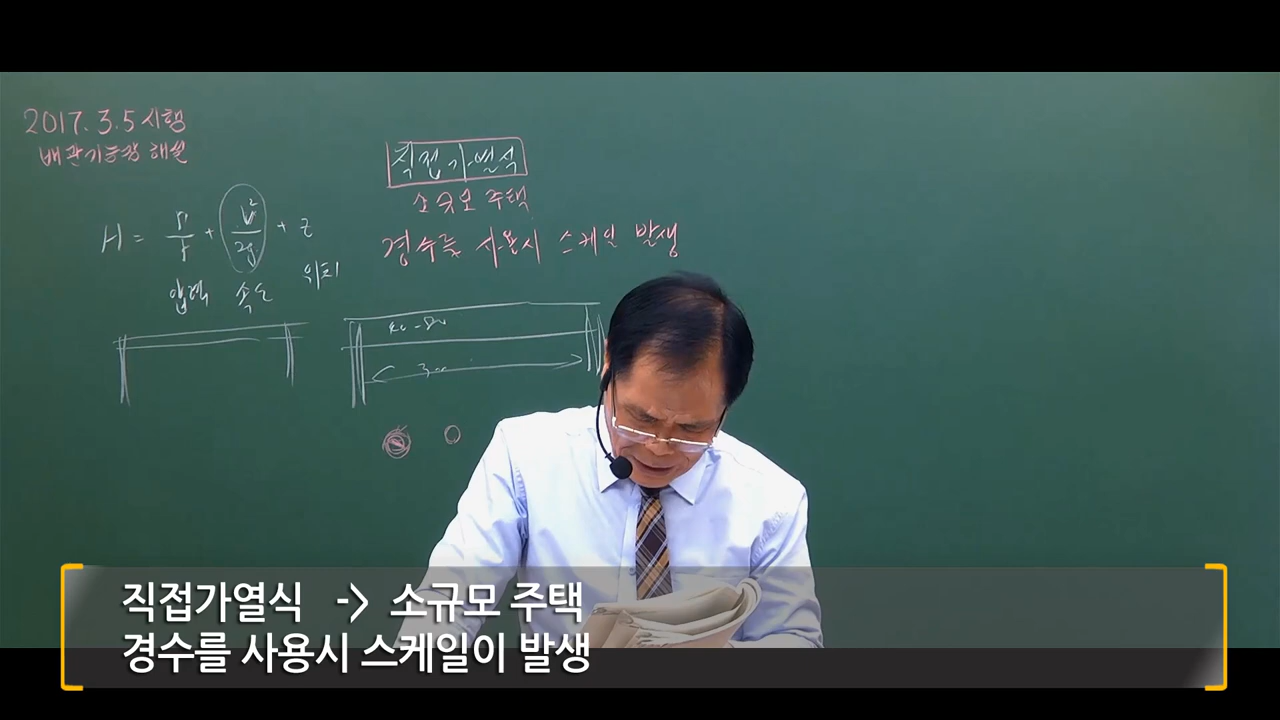 2017. 3.5 시행
배관기능장 해설
직접가열식
소규모 주택
경수를 사용시 스케일 발생
H = P/r + V²/2g + Z
압력 속도 위치
직접가열식 -> 소규모 주택
경수를 사용시 스케일이 발생